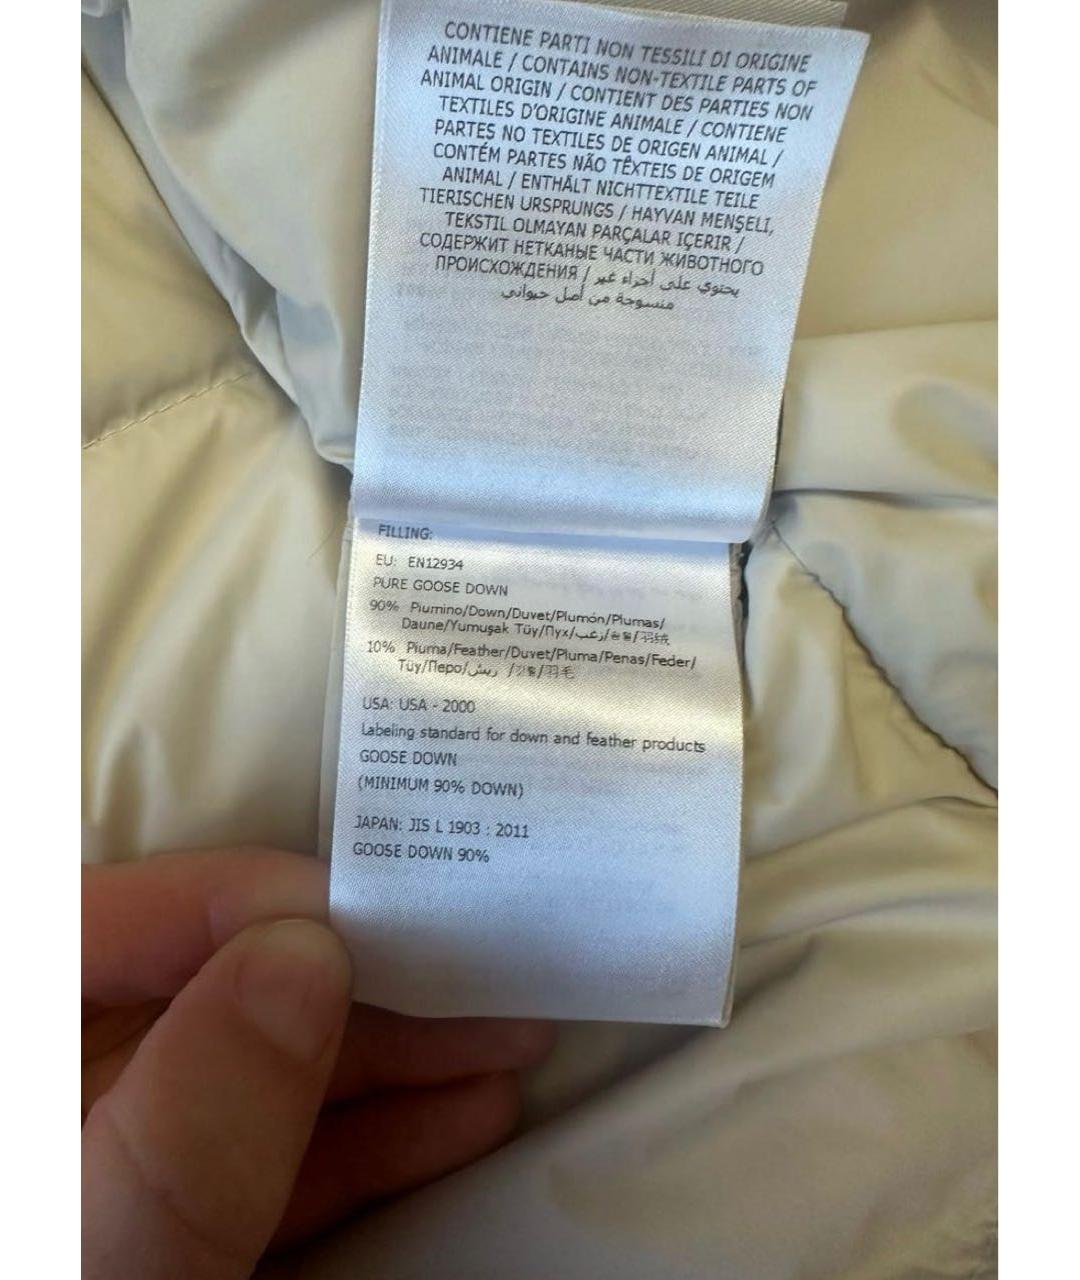 CONTIENE PARTI NON TESSILI DI ORIGINE
ANIMALE / CONTAINS NON-TEXTILE PARTS OF
ANIMAL ORIGIN / CONTIENT DES PARTIES NON
TEXTILES D'ORIGINE ANIMALE / CONTIENE
PARTES NO TEXTILES DE ORIGEN ANIMAL /
CONTÉM PARTES NÃO TÊXTEIS DE ORIGEM
ANIMAL / ENTHÄLT NICHTTEXTILE TEILE
TIERISCHEN URSPRUNGS / HAYVAN MENŞELI,
TEKSTIL OLMAYAN PARÇALAR IÇERIR /
СОДЕРЖИТ НЕТКАНЫЕ ЧАСТИ ЖИВОТНОГО
ПРОИСХОЖДЕНИЯ / يحتوي على أجزاء غير
منسوجة من أصل حيواني
FILLING:
EU: EN12934
PURE GOOSE DOWN
90% Piumino/Down/Duvet/Plumón/Plumas/
Daune/Yumuşak Tüy/Пух/زغب/羽绒
10% Piuma/Feather/Duvet/Pluma/Penas/Feder/
Tüy/Перо/ريش/羽毛
USA: USA - 2000
Labeling standard for down and feather products
GOOSE DOWN
(MINIMUM 90% DOWN)
JAPAN: JIS L 1903 : 2011
GOOSE DOWN 90%